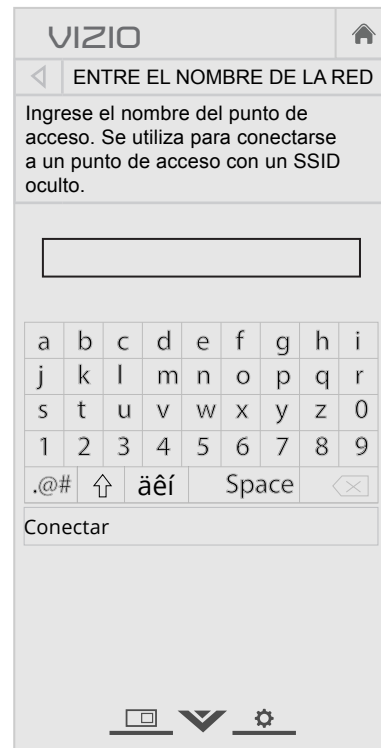 VIZIO
ENTRE EL NOMBRE DE LA RED
Ingrese el nombre del punto de
acceso. Se utiliza para conectarse
a un punto de acceso con un SSID
oculto.
a b c d e f g h i
j k l m n o p q r
s t u v w x y z 0
1 2 3 4 5 6 7 8 9
.@# äêí Space
Conectar